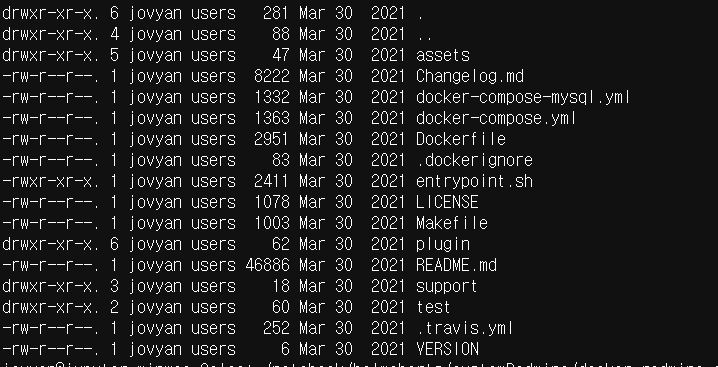 drwxr-xr-x. 6 jovyan users   281 Mar 30  2021 .
drwxr-xr-x. 4 jovyan users    88 Mar 30  2021 ..
drwxr-xr-x. 5 jovyan users    47 Mar 30  2021 assets
-rw-r--r--. 1 jovyan users  8222 Mar 30  2021 Changelog.md
-rw-r--r--. 1 jovyan users  1332 Mar 30  2021 docker-compose-mysql.yml
-rw-r--r--. 1 jovyan users  1363 Mar 30  2021 docker-compose.yml
-rw-r--r--. 1 jovyan users  2951 Mar 30  2021 Dockerfile
-rw-r--r--. 1 jovyan users    83 Mar 30  2021 .dockerignore
-rwxr-xr-x. 1 jovyan users  2411 Mar 30  2021 entrypoint.sh
-rw-r--r--. 1 jovyan users  1078 Mar 30  2021 LICENSE
-rw-r--r--. 1 jovyan users  1003 Mar 30  2021 Makefile
drwxr-xr-x. 6 jovyan users    62 Mar 30  2021 plugin
-rw-r--r--. 1 jovyan users 46886 Mar 30  2021 README.md
drwxr-xr-x. 3 jovyan users    18 Mar 30  2021 support
drwxr-xr-x. 2 jovyan users    60 Mar 30  2021 test
-rw-r--r--. 1 jovyan users   252 Mar 30  2021 .travis.yml
-rw-r--r--. 1 jovyan users     6 Mar 30  2021 VERSION